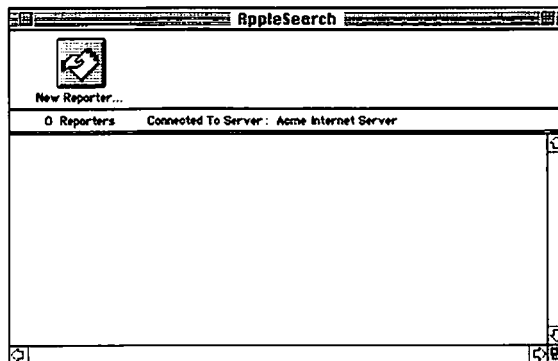 AppleSearch
New Reporter...
0 Reporters Connected To Server : Acme Internet Server